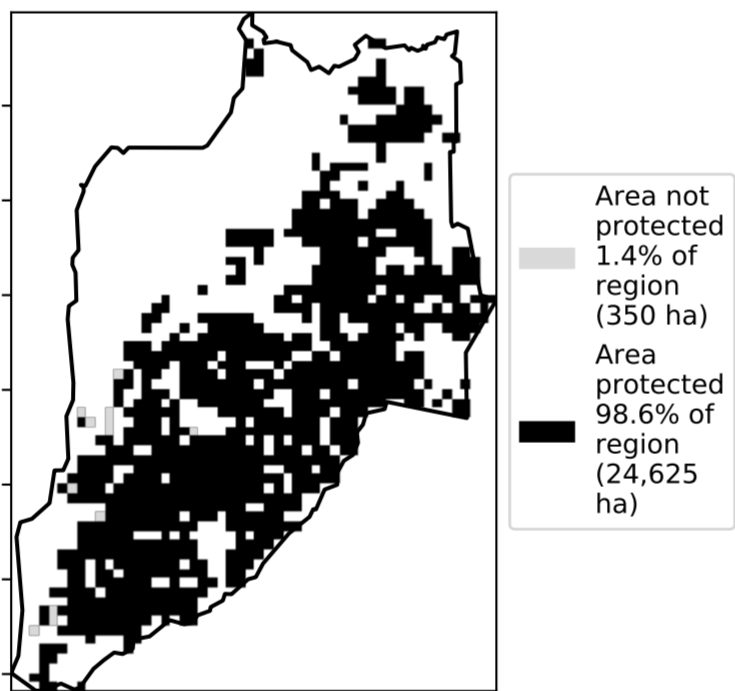 Area not
protected
1.4% of
region
(350 ha)
Area
protected
98.6% of
region
(24,625
ha)